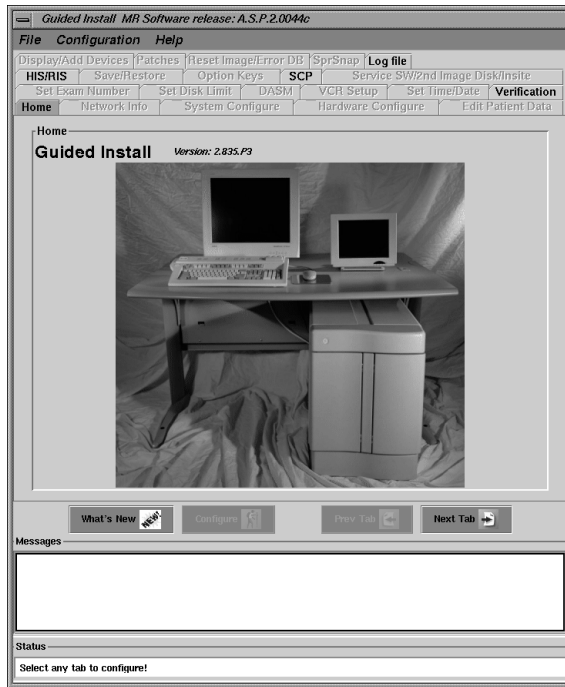 Guided Install MR Software release: A.S.P.2.0044c
File Configuration Help
Display/Add Devices Patches Reset Image/Error DB SprSnap Log file
HIS/RIS Save/Restore Option Keys SCP Service SW/2nd Image Disk/Insite
Set Exam Number Set Disk Limit DASM VCR Setup Set Time/Date Verification
Home Network Info System Configure Hardware Configure Edit Patient Data
Home
Guided Install Version: 2.835.P3
What's New NEW! Configure Prev Tab Next Tab
Messages
Status
Select any tab to configure!